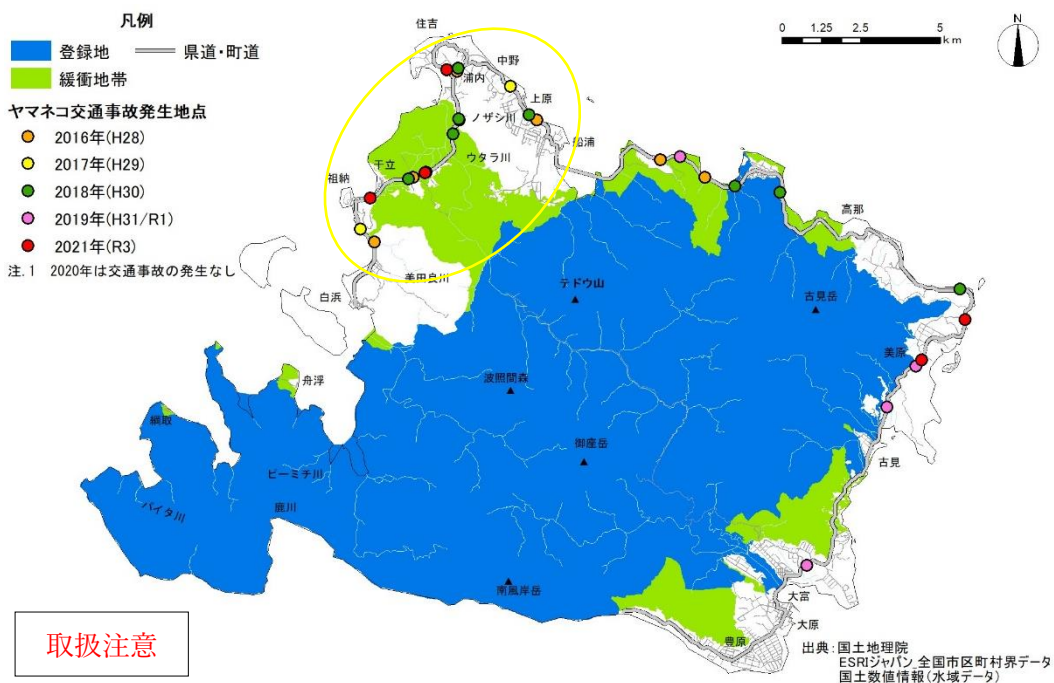 凡例
登録地
県道・町道
緩衝地帯
ヤマネコ交通事故発生地点
2016年(H28)
2017年(H29)
2018年(H30)
2019年(H31/R1)
2021年(R3)
注.1 2020年は交通事故の発生なし
0 1.25 2.5 5
km
N
住吉
中野
浦内
上原
ノザシ川
船浦
ウタラ川
干立
祖納
高那
美田良川
白浜
テドウ山
古見岳
美原
舟浮
波照間森
網取
御座岳
古見
ピーミチ川
パイタ川
鹿川
南風岸岳
大富
大原
豊原
取扱注意
出典:国土地理院
ESRIジャパン_全国市区町村界データ
国土数値情報(水域データ)